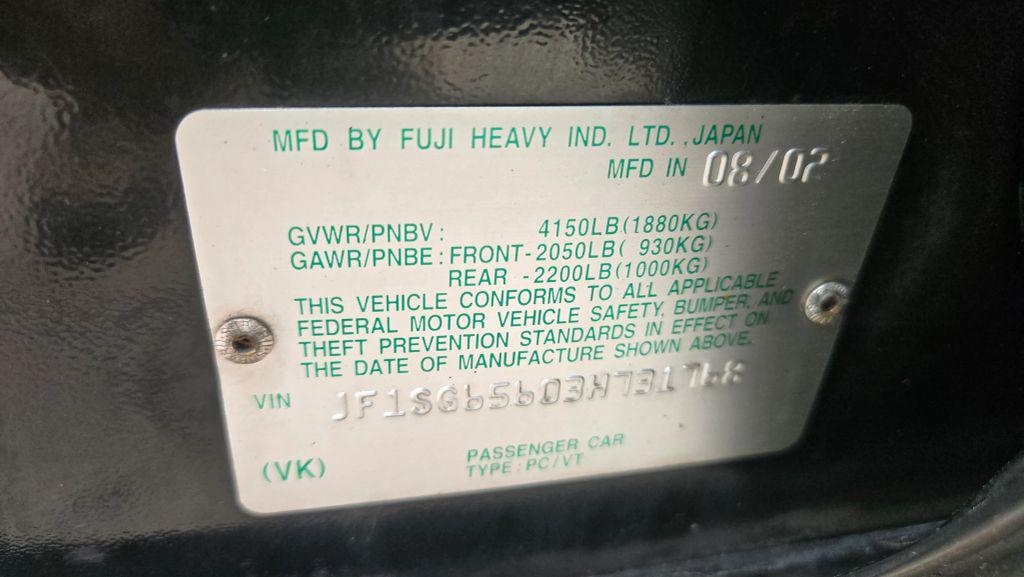 MFD BY FUJI HEAVY IND. LTD., JAPAN
MFD IN 08/02
GVWR/PNBV: 4150LB(1880KG)
GAWR/PNBE: FRONT-2050LB( 930KG)
REAR -2200LB(1000KG)
THIS VEHICLE CONFORMS TO ALL APPLICABLE
FEDERAL MOTOR VEHICLE SAFETY, BUMPER, AND
THEFT PREVENTION STANDARDS IN EFFECT ON
THE DATE OF MANUFACTURE SHOWN ABOVE.
VIN JF1SG65603H731768
(VK) PASSENGER CAR
TYPE: PC/VT